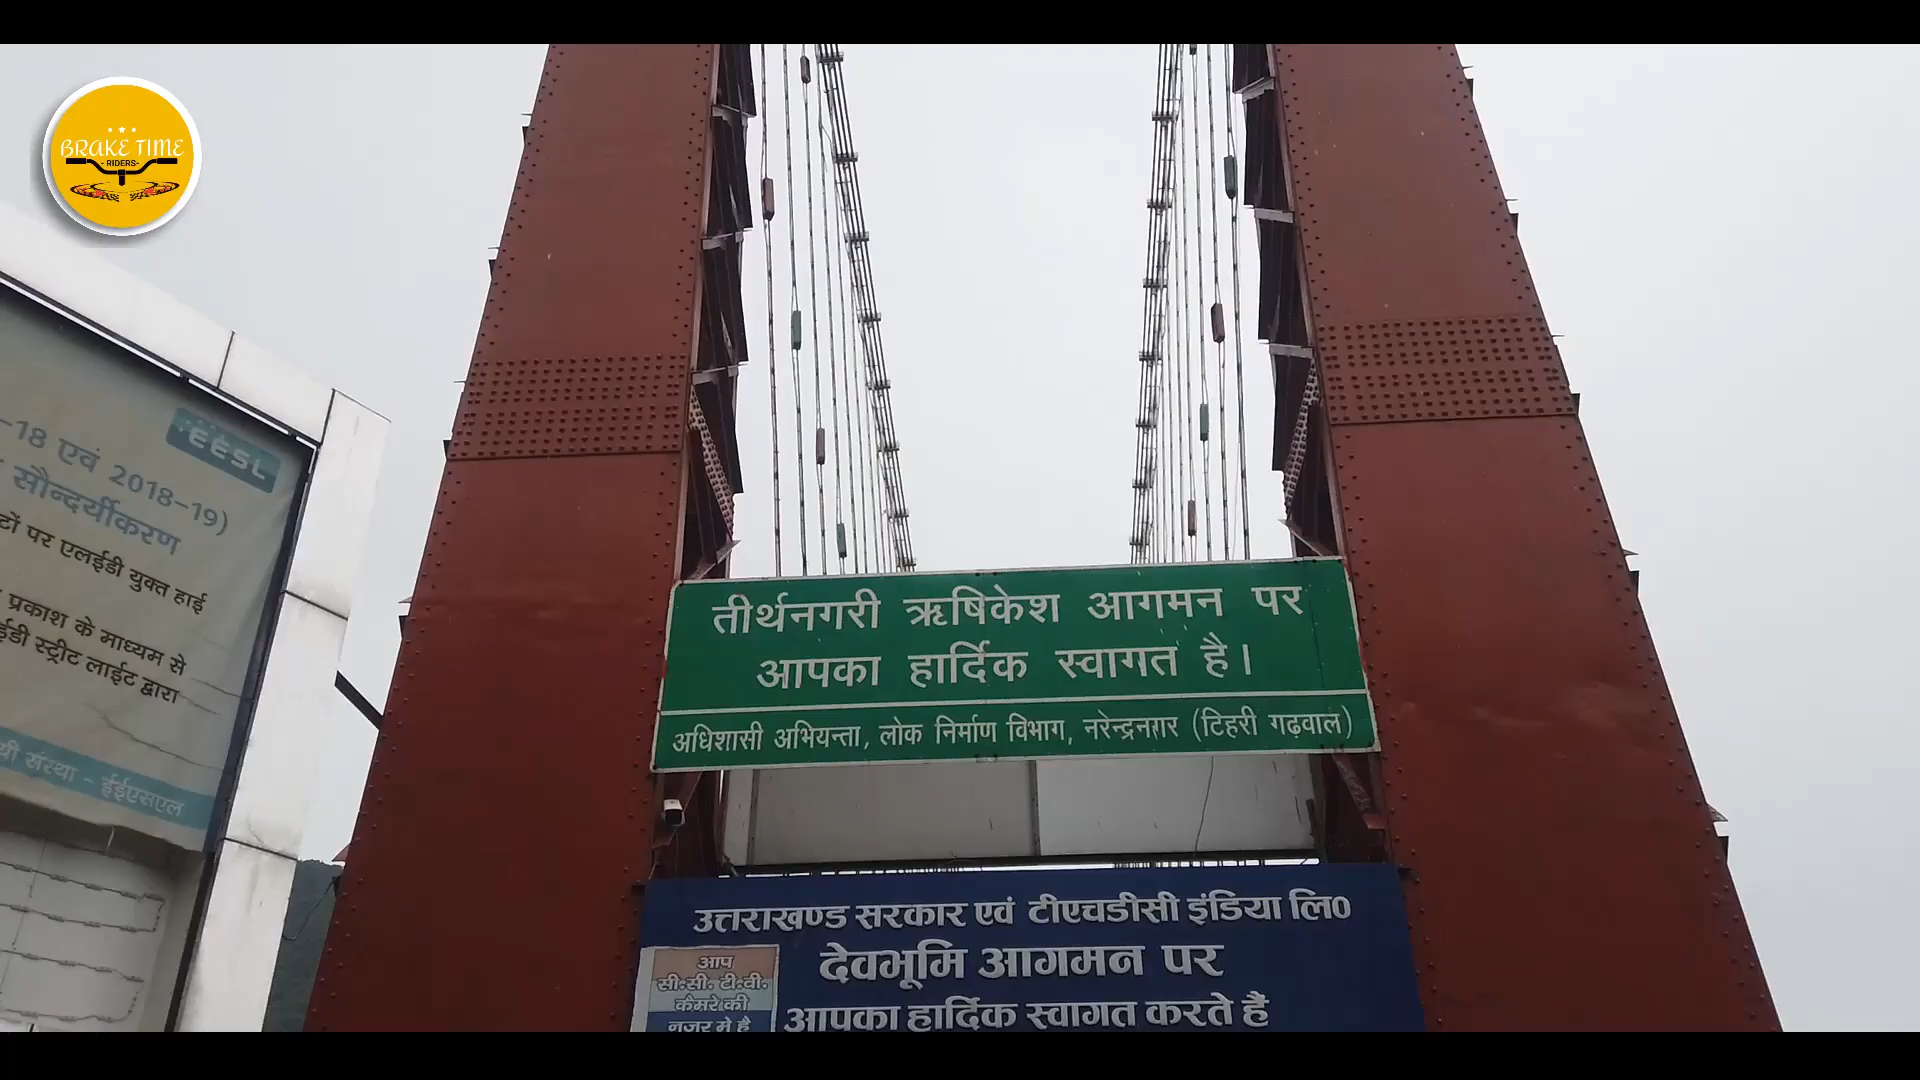 BRAKE TIME
-RIDERS-
EESL
-18 एवं 2018-19)
सौन्दर्यीकरण
पर एलईडी युक्त हाई
प्रकाश के माध्यम से
स्ट्रीट लाईट द्वारा
संस्था - ईईएसएल
तीर्थनगरी ऋषिकेश आगमन पर
आपका हार्दिक स्वागत है।
अधिशासी अभियन्ता, लोक निर्माण विभाग, नरेन्द्रनगर (टिहरी गढ़वाल)
उत्तराखण्ड सरकार एवं टीएचडीसी इंडिया लि०
देवभूमि आगमन पर
आपका हार्दिक स्वागत करते हैं
आप
सी.सी. टी.वी.
कैमरे की
नजर मे है